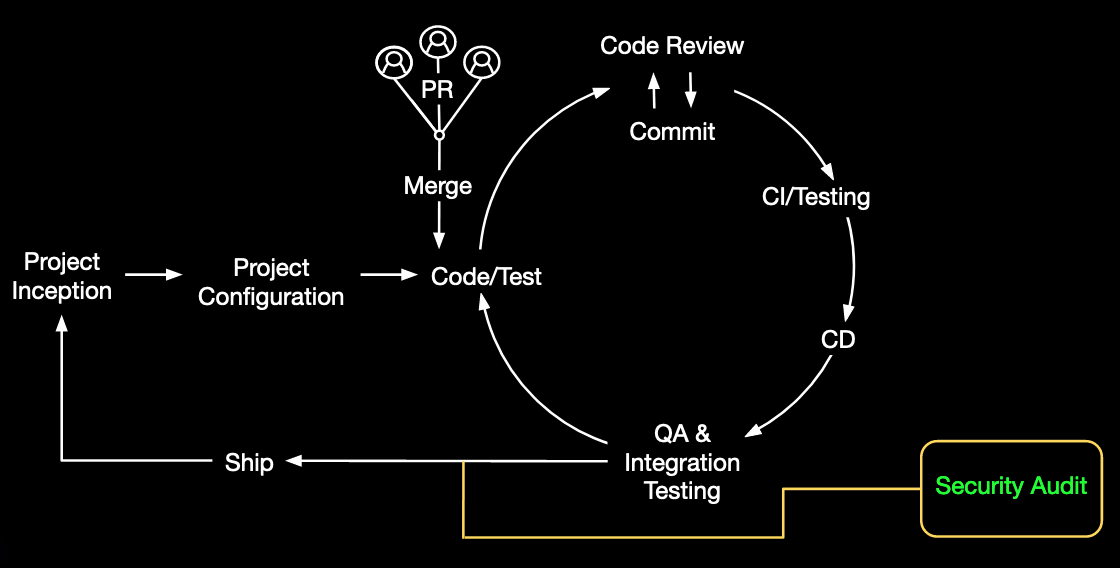 Code Review
PR
Commit
Merge
CI/Testing
Project
Inception
Project
Configuration
Code/Test
CD
QA &
Integration
Testing
Ship
Security Audit